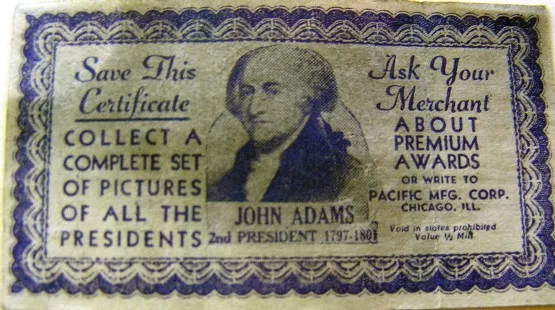 Save This
Certificate
COLLECT A
COMPLETE SET
OF PICTURES
OF ALL THE
PRESIDENTS
JOHN ADAMS
2nd PRESIDENT 1797-1801
Ask Your
Merchant
ABOUT
PREMIUM
AWARDS
OR WRITE TO
PACIFIC MFG. CORP.
CHICAGO, ILL.
Void in states prohibited
Value ½ Mill